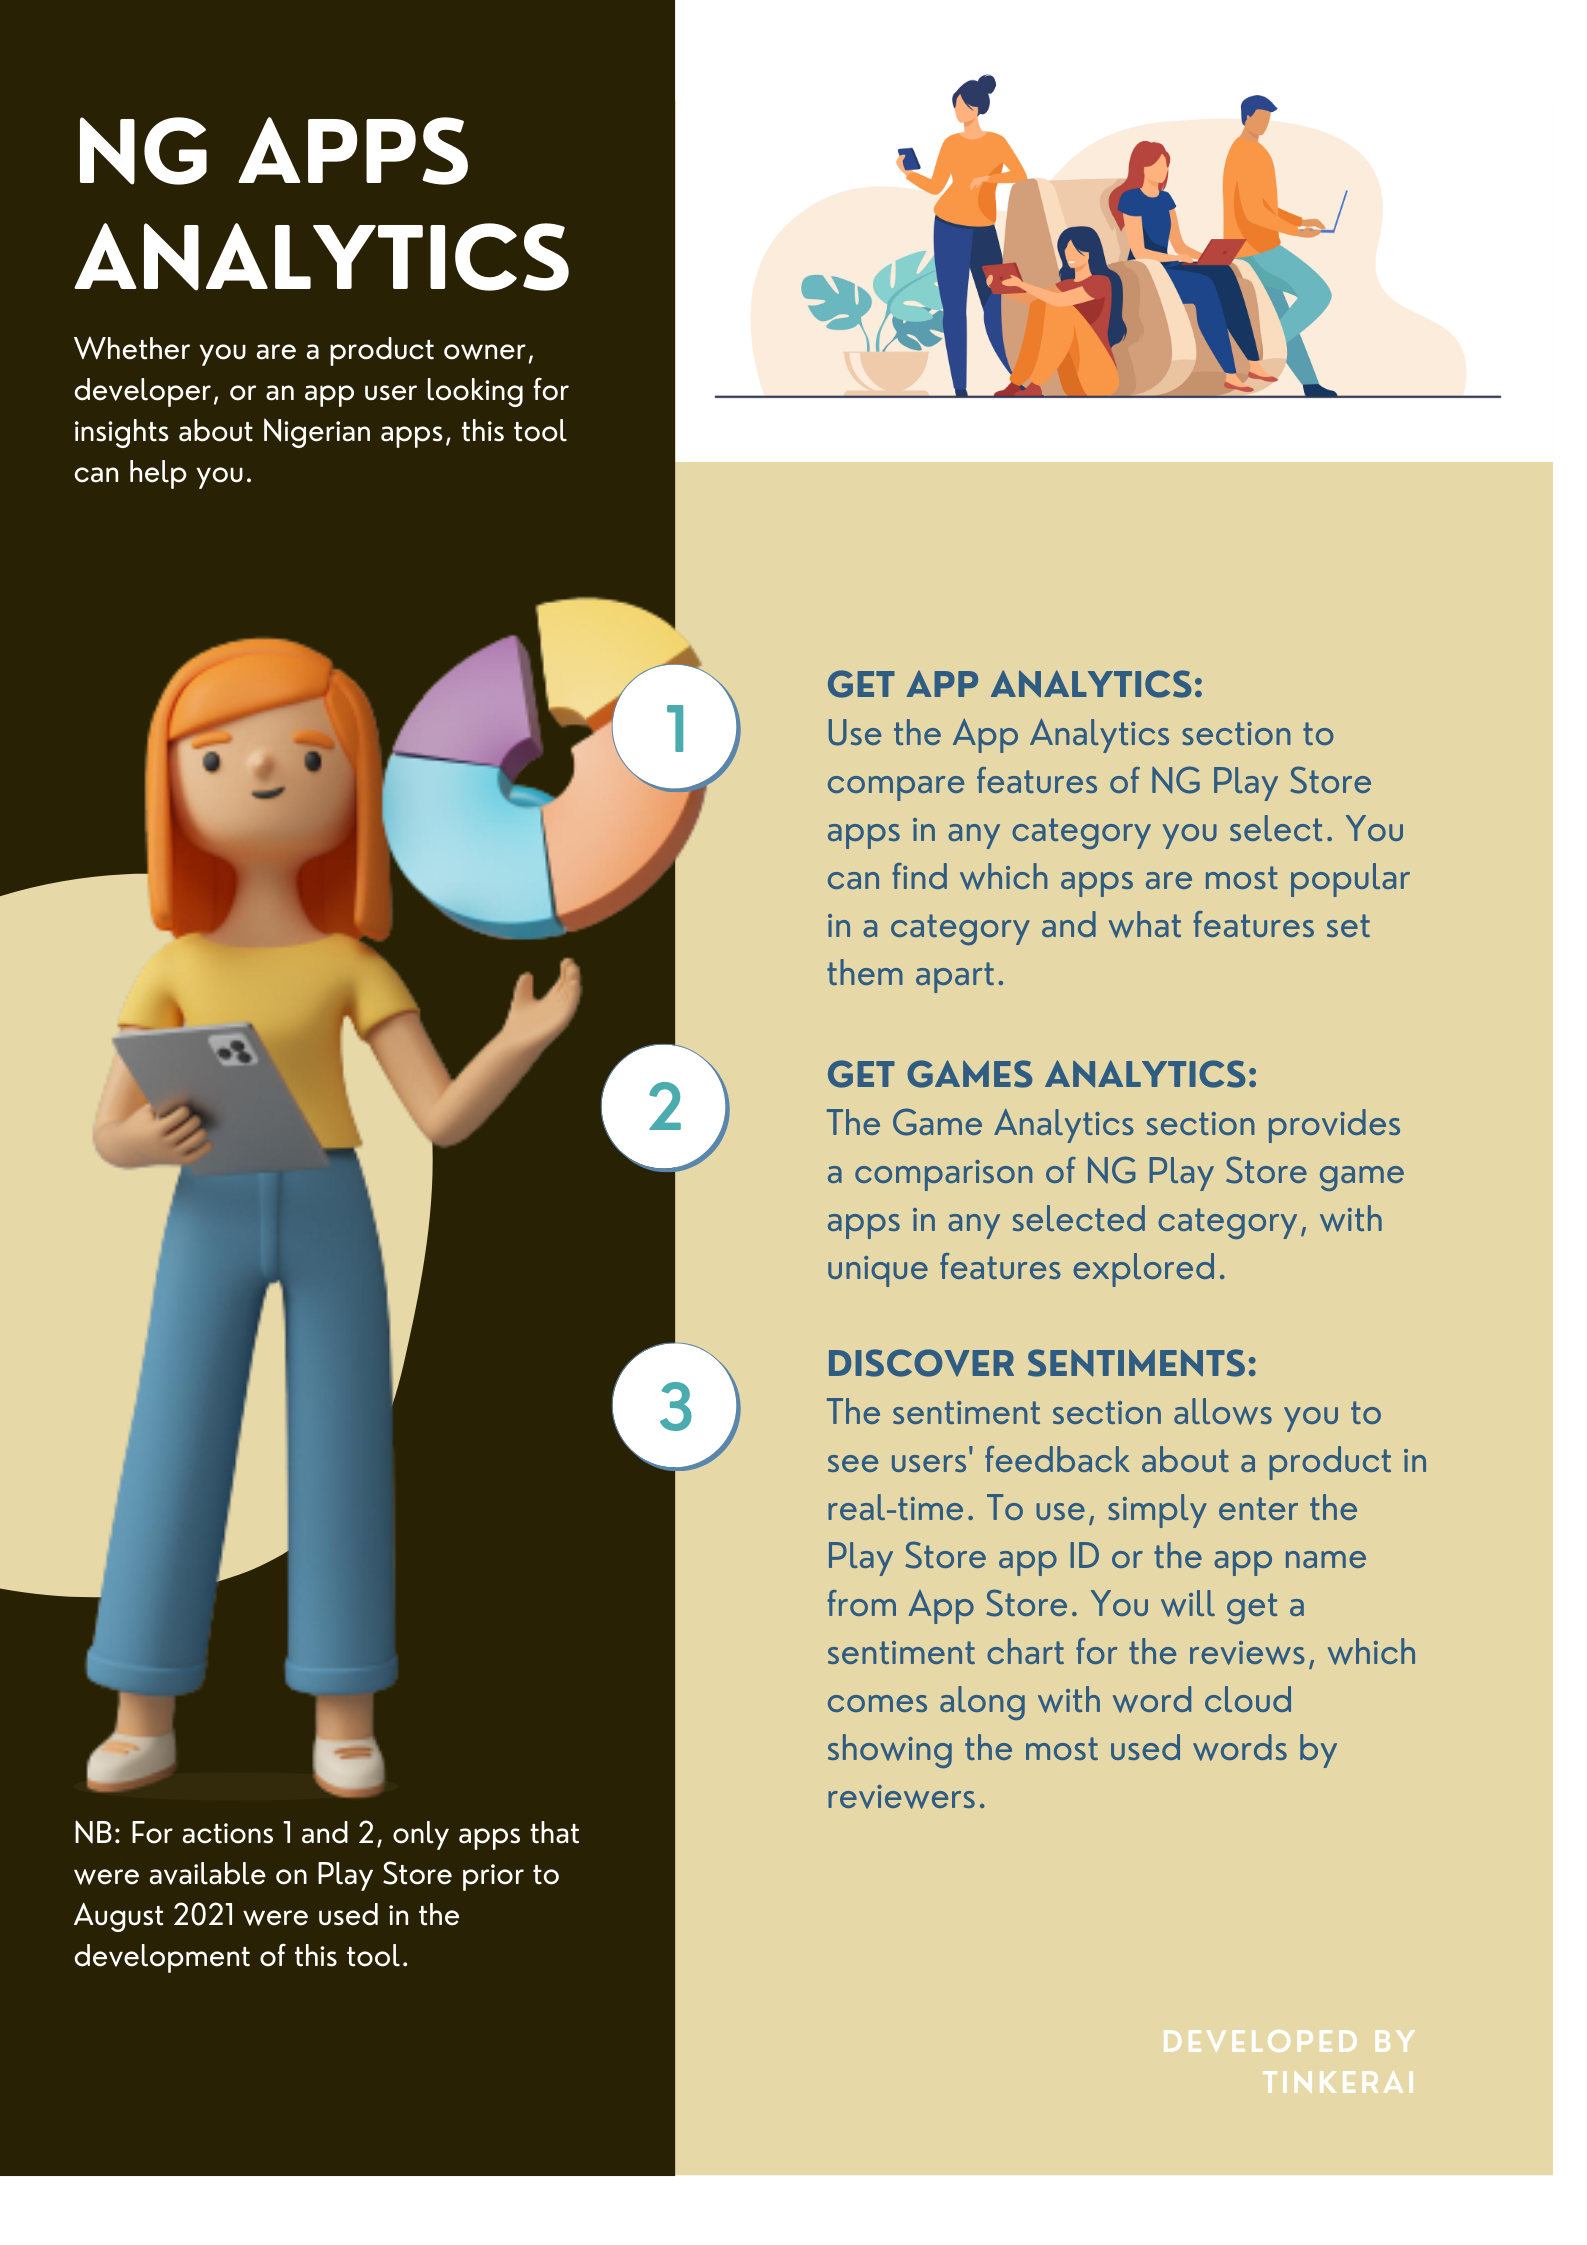 NG APPS
ANALYTICS
Whether you are a product owner,
developer, or an app user looking for
insights about Nigerian apps, this tool
can help you.
1
GET APP ANALYTICS:
Use the App Analytics section to
compare features of NG Play Store
apps in any category you select. You
can find which apps are most popular
in a category and what features set
them apart.
2
GET GAMES ANALYTICS:
The Game Analytics section provides
a comparison of NG Play Store game
apps in any selected category, with
unique features explored.
3
DISCOVER SENTIMENTS:
The sentiment section allows you to
see users' feedback about a product in
real-time. To use, simply enter the
Play Store app ID or the app name
from App Store. You will get a
sentiment chart for the reviews, which
comes along with word cloud
showing the most used words by
reviewers.
NB: For actions 1 and 2, only apps that
were available on Play Store prior to
August 2021 were used in the
development of this tool.
DEVELOPED BY
TINKERAI